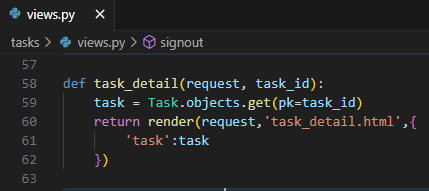 views.py ×
tasks > views.py > signout
57
58 def task_detail(request, task_id):
59     task = Task.objects.get(pk=task_id)
60     return render(request,'task_detail.html',{
61         'task':task
62     })
63